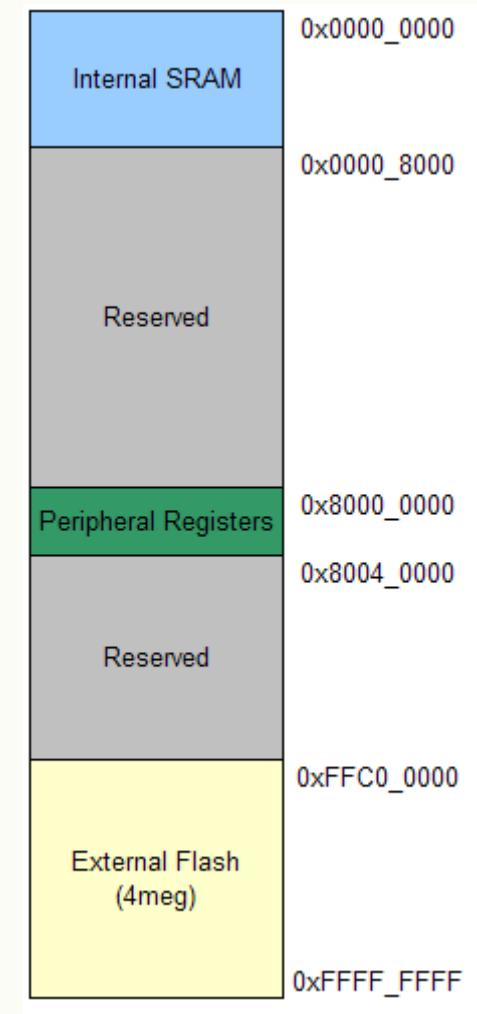 0x0000_0000
Internal SRAM
0x0000_8000
Reserved
0x8000_0000
Peripheral Registers
0x8004_0000
Reserved
0xFFC0_0000
External Flash
(4meg)
0xFFFF_FFFF